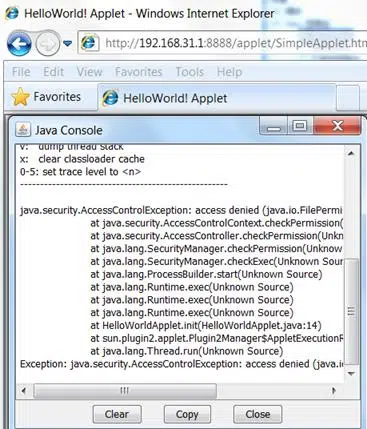 HelloWorld! Applet - Windows Internet Explorer
http://192.168.31.1:8888/applet/SimpleApplet.htm
File Edit View Favorites Tools Help
Favorites
HelloWorld! Applet
Java Console
v: dump thread stack
x: clear classloader cache
0-5: set trace level to <n>
----------------------------------------------------
java.security.AccessControlException: access denied (java.io.FilePermi
at java.security.AccessControlContext.checkPermission(
at java.security.AccessController.checkPermission(Unkn
at java.lang.SecurityManager.checkPermission(Unknow
at java.lang.SecurityManager.checkExec(Unknown Sour
at java.lang.ProcessBuilder.start(Unknown Source)
at java.lang.Runtime.exec(Unknown Source)
at java.lang.Runtime.exec(Unknown Source)
at java.lang.Runtime.exec(Unknown Source)
at HelloWorldApplet.init(HelloWorldApplet.java:14)
at sun.plugin2.applet.Plugin2Manager$AppletExecutionR
at java.lang.Thread.run(Unknown Source)
Exception: java.security.AccessControlException: access denied (java.io
Clear Copy Close